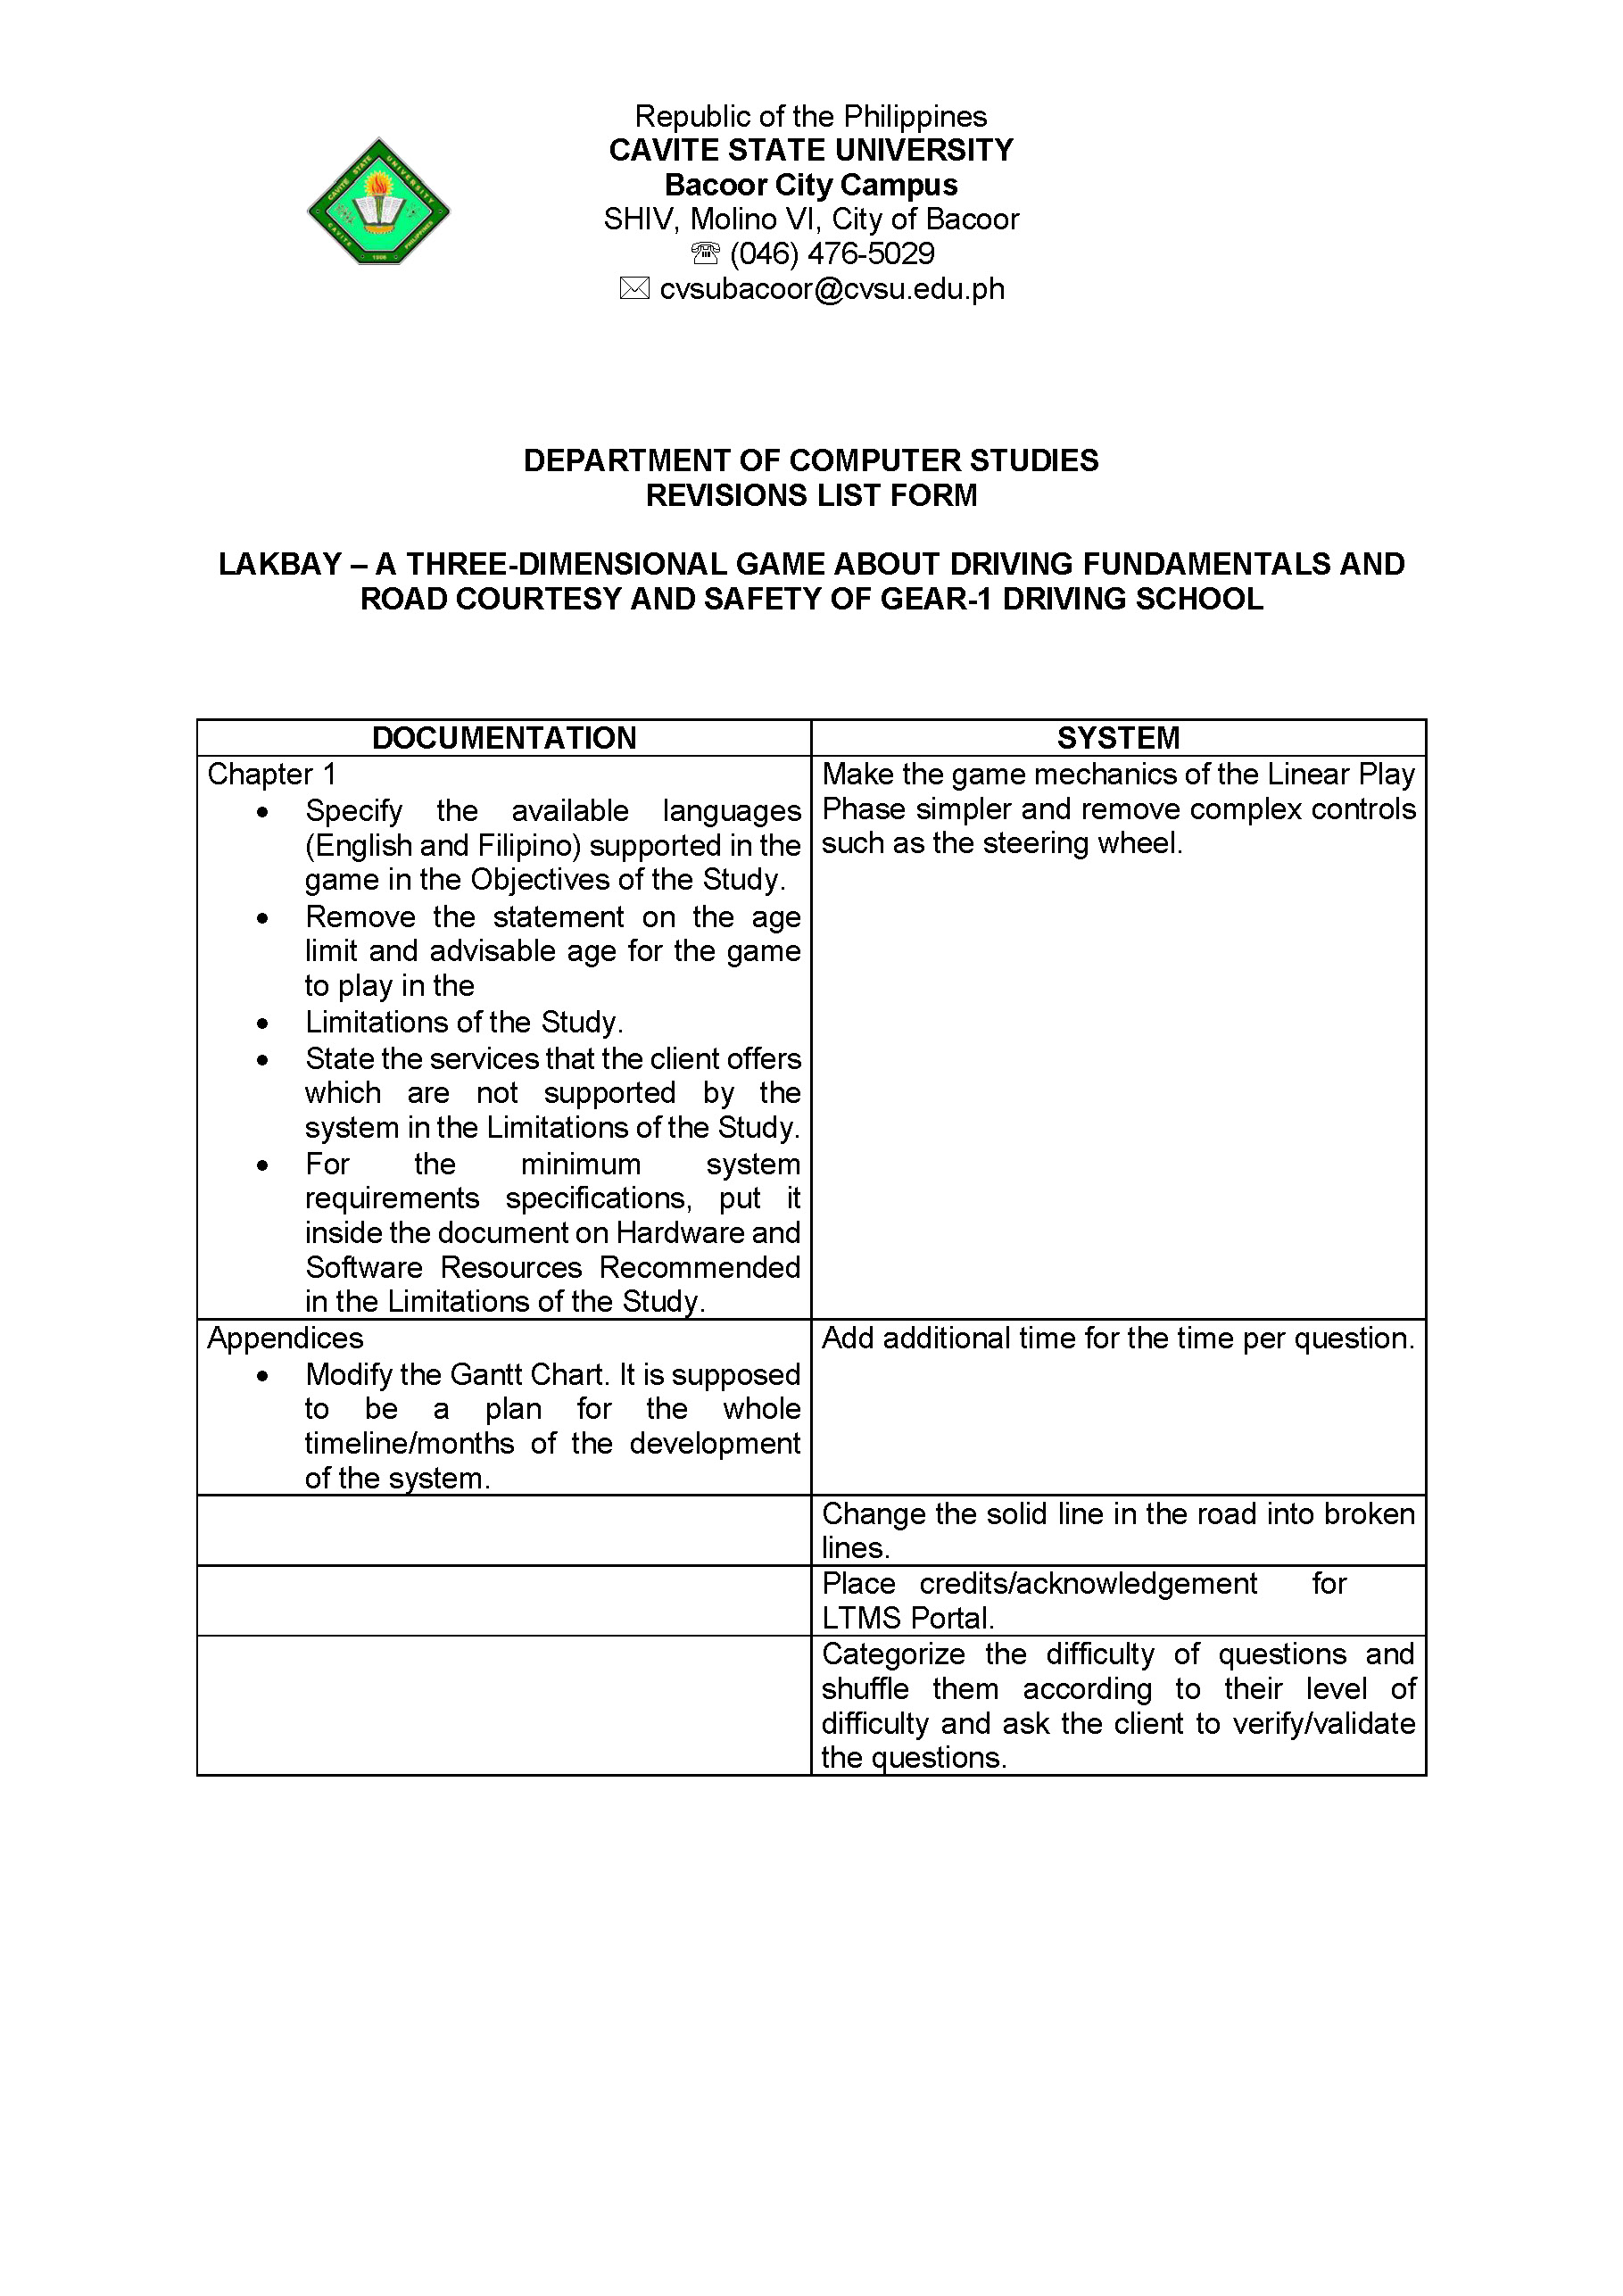 Republic of the Philippines
CAVITE STATE UNIVERSITY
Bacoor City Campus
SHIV, Molino VI, City of Bacoor
☏ (046) 476-5029
✉ cvsubacoor@cvsu.edu.ph
CAVITE STATE UNIVERSITY
CAVITE PHILIPPINES
1906
DEPARTMENT OF COMPUTER STUDIES
REVISIONS LIST FORM
LAKBAY – A THREE-DIMENSIONAL GAME ABOUT DRIVING FUNDAMENTALS AND
ROAD COURTESY AND SAFETY OF GEAR-1 DRIVING SCHOOL
DOCUMENTATION
SYSTEM
Chapter 1
• Specify the available languages
(English and Filipino) supported in the
game in the Objectives of the Study.
• Remove the statement on the age
limit and advisable age for the game
to play in the
• Limitations of the Study.
• State the services that the client offers
which are not supported by the
system in the Limitations of the Study.
• For the minimum system
requirements specifications, put it
inside the document on Hardware and
Software Resources Recommended
in the Limitations of the Study.
Make the game mechanics of the Linear Play
Phase simpler and remove complex controls
such as the steering wheel.
Appendices
• Modify the Gantt Chart. It is supposed
to be a plan for the whole
timeline/months of the development
of the system.
Add additional time for the time per question.
Change the solid line in the road into broken
lines.
Place credits/acknowledgement for
LTMS Portal.
Categorize the difficulty of questions and
shuffle them according to their level of
difficulty and ask the client to verify/validate
the questions.